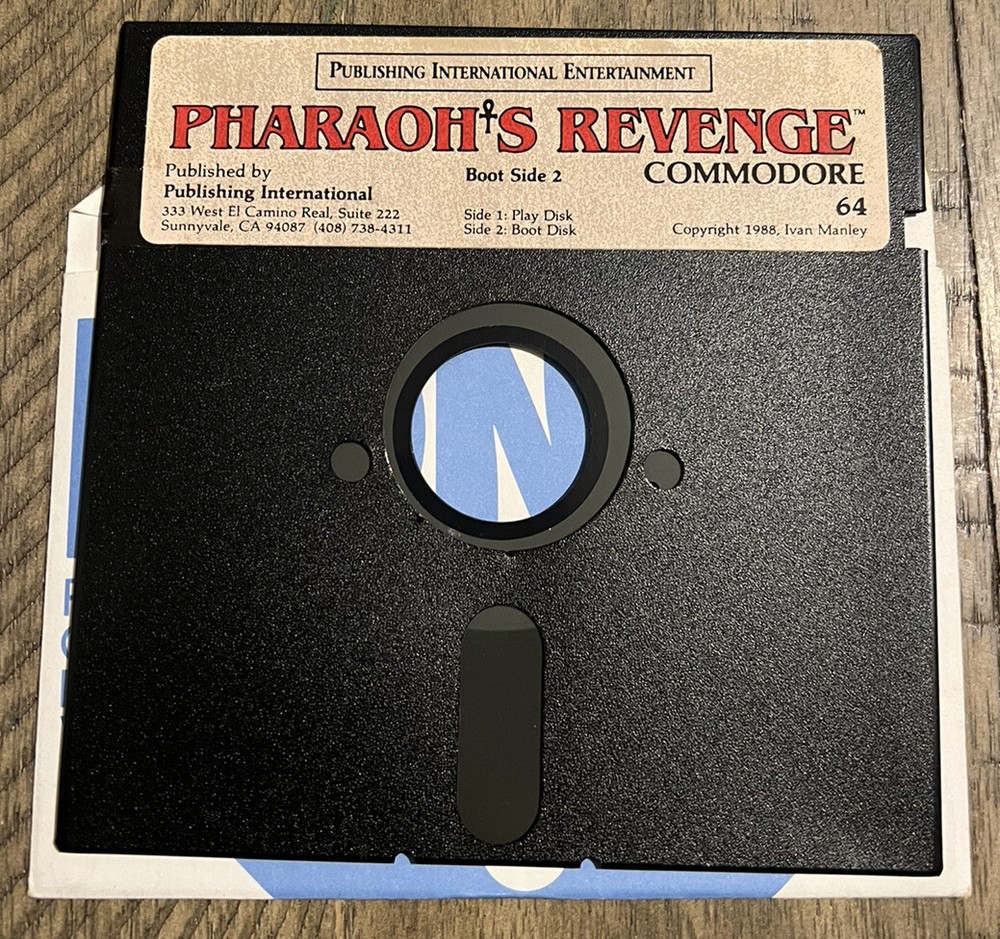 PUBLISHING INTERNATIONAL ENTERTAINMENT
PHARAOH'S REVENGE™
Published by
Publishing International
333 West El Camino Real, Suite 222
Sunnyvale, CA 94087 (408) 738-4311
Boot Side 2
Side 1: Play Disk
Side 2: Boot Disk
COMMODORE
64
Copyright 1988, Ivan Manley
N